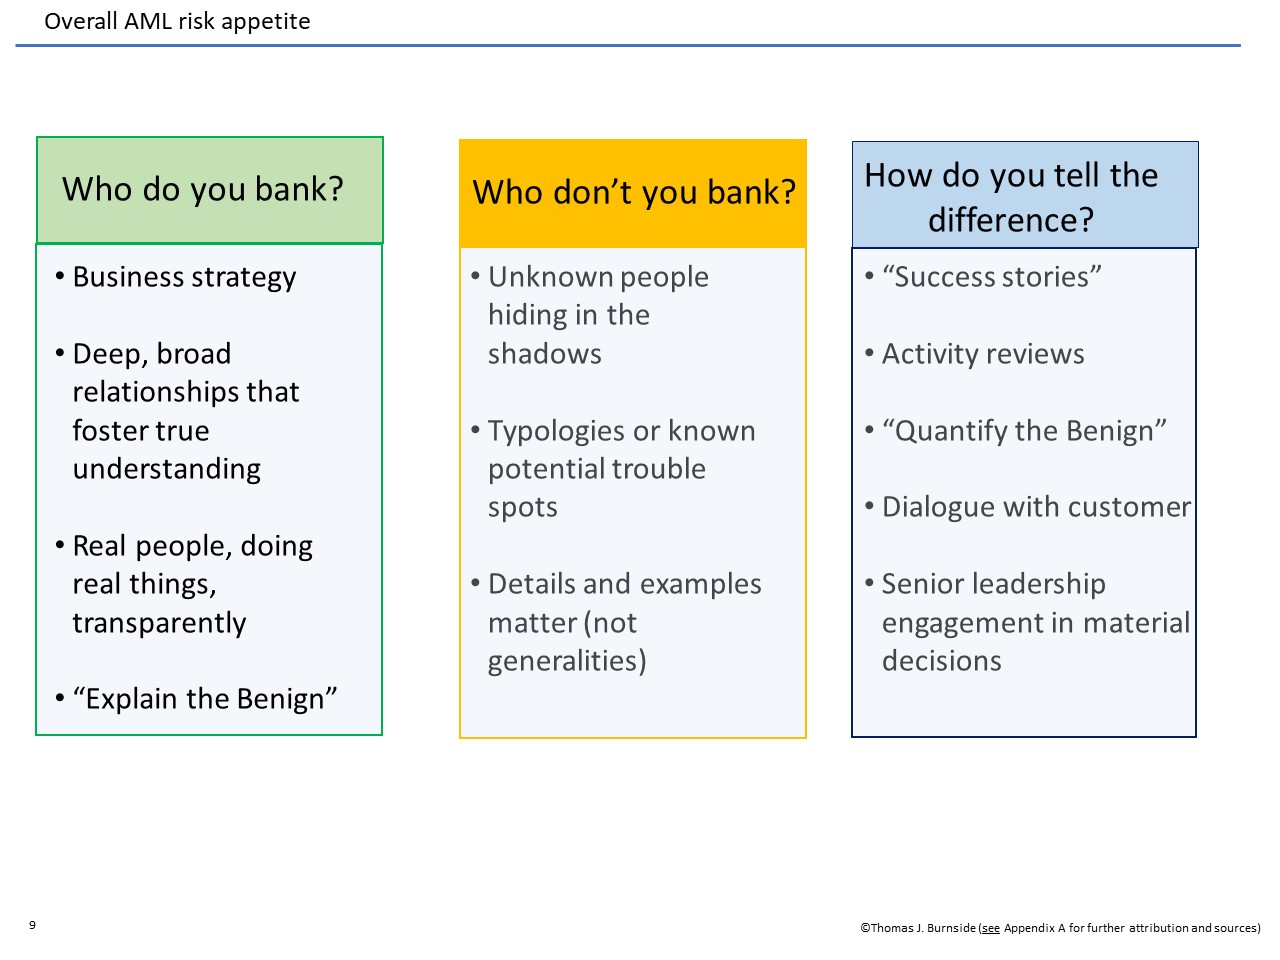 Overall AML risk appetite
Who do you bank?
• Business strategy
• Deep, broad
relationships that
foster true
understanding
• Real people, doing
real things,
transparently
• “Explain the Benign”
Who don’t you bank?
• Unknown people
hiding in the
shadows
• Typologies or known
potential trouble
spots
• Details and examples
matter (not
generalities)
How do you tell the
difference?
• “Success stories”
• Activity reviews
• “Quantify the Benign”
• Dialogue with customer
• Senior leadership
engagement in material
decisions
9
©Thomas J. Burnside (see Appendix A for further attribution and sources)